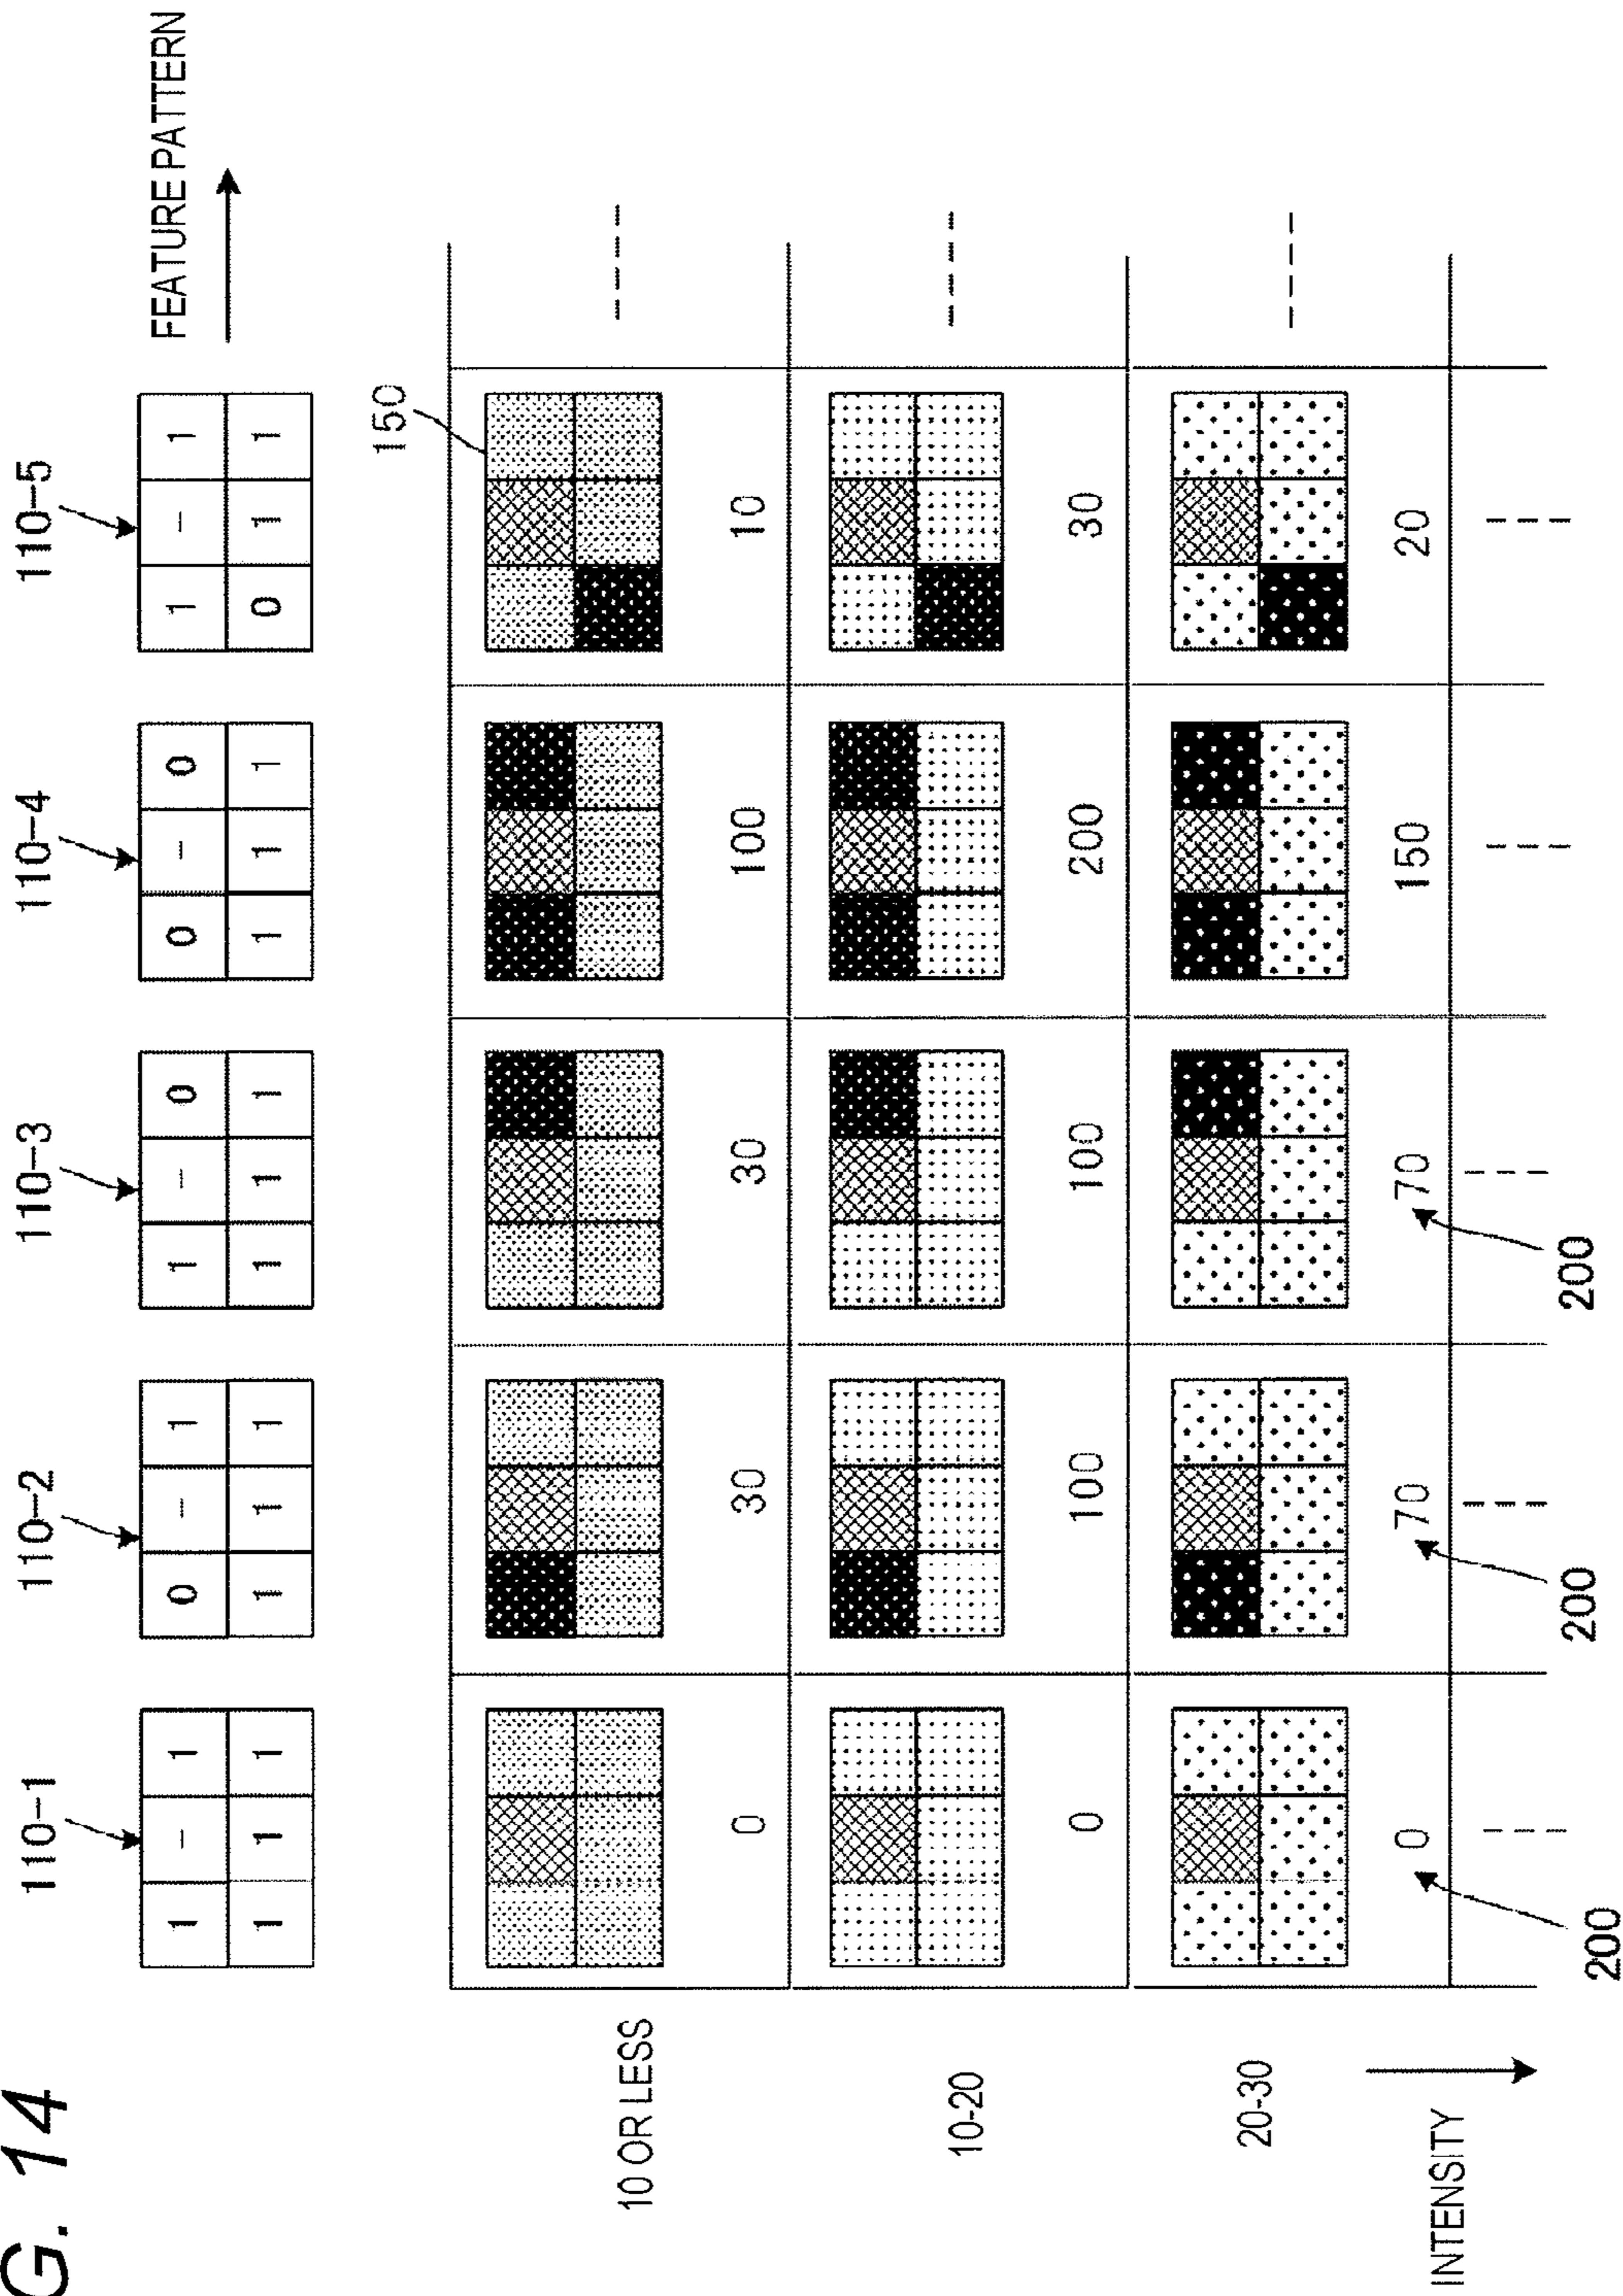 G. 14
110-1 110-2 110-3 110-4 110-5
FEATURE PATTERN
1 - 1 0 - 1 1 - 0 0 - 0 1 - 1
1 1 1 1 1 1 1 1 1 1 1 1 0 1 1
150
10 OR LESS
0 30 30 100 10
10-20
0 100 100 200 30
20-30
0 70 70 150 20
INTENSITY
200 200 200